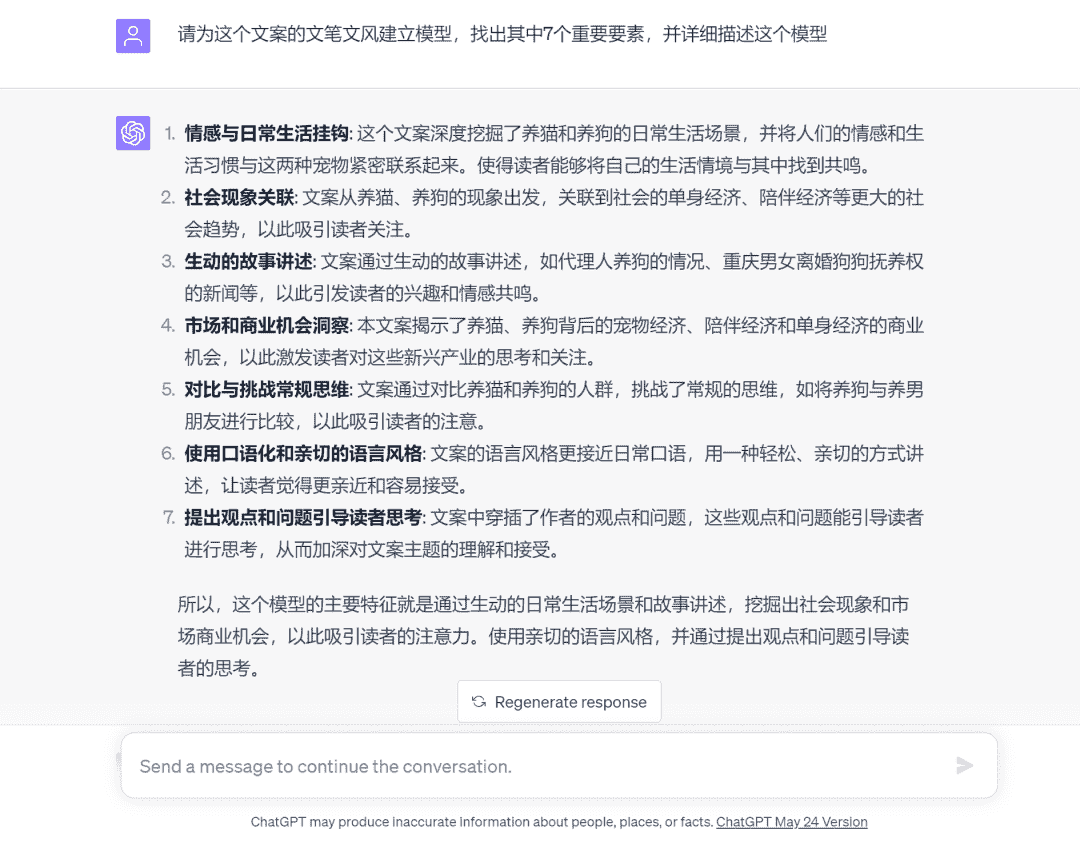 请为这个文案的文笔文风建立模型，找出其中7个重要要素，并详细描述这个模型
1. 情感与日常生活挂钩: 这个文案深度挖掘了养猫和养狗的日常生活场景，并将人们的情感和生
活习惯与这两种宠物紧密联系起来。使得读者能够将自己的生活情境与其中找到共鸣。
2. 社会现象关联: 文案从养猫、养狗的现象出发，关联到社会的单身经济、陪伴经济等更大的社
会趋势，以此吸引读者关注。
3. 生动的故事讲述: 文案通过生动的故事讲述，如代理人养狗的情况、重庆男女离婚狗狗抚养权
的新闻等，以此引发读者的兴趣和情感共鸣。
4. 市场和商业机会洞察: 本文案揭示了养猫、养狗背后的宠物经济、陪伴经济和单身经济的商业
机会，以此激发读者对这些新兴产业的思考和关注。
5. 对比与挑战常规思维: 文案通过对比养猫和养狗的人群，挑战了常规的思维，如将养狗与养男
朋友进行比较，以此吸引读者的注意。
6. 使用口语化和亲切的语言风格: 文案的语言风格更接近日常口语，用一种轻松、亲切的方式讲
述，让读者觉得更亲近和容易接受。
7. 提出观点和问题引导读者思考: 文案中穿插了作者的观点和问题，这些观点和问题能引导读者
进行思考，从而加深对文案主题的理解和接受。
所以，这个模型的主要特征就是通过生动的日常生活场景和故事讲述，挖掘出社会现象和市
场商业机会，以此吸引读者的注意力。使用亲切的语言风格，并通过提出观点和问题引导读
者的思考。
Regenerate response
Send a message to continue the conversation.
ChatGPT may produce inaccurate information about people, places, or facts. ChatGPT May 24 Version